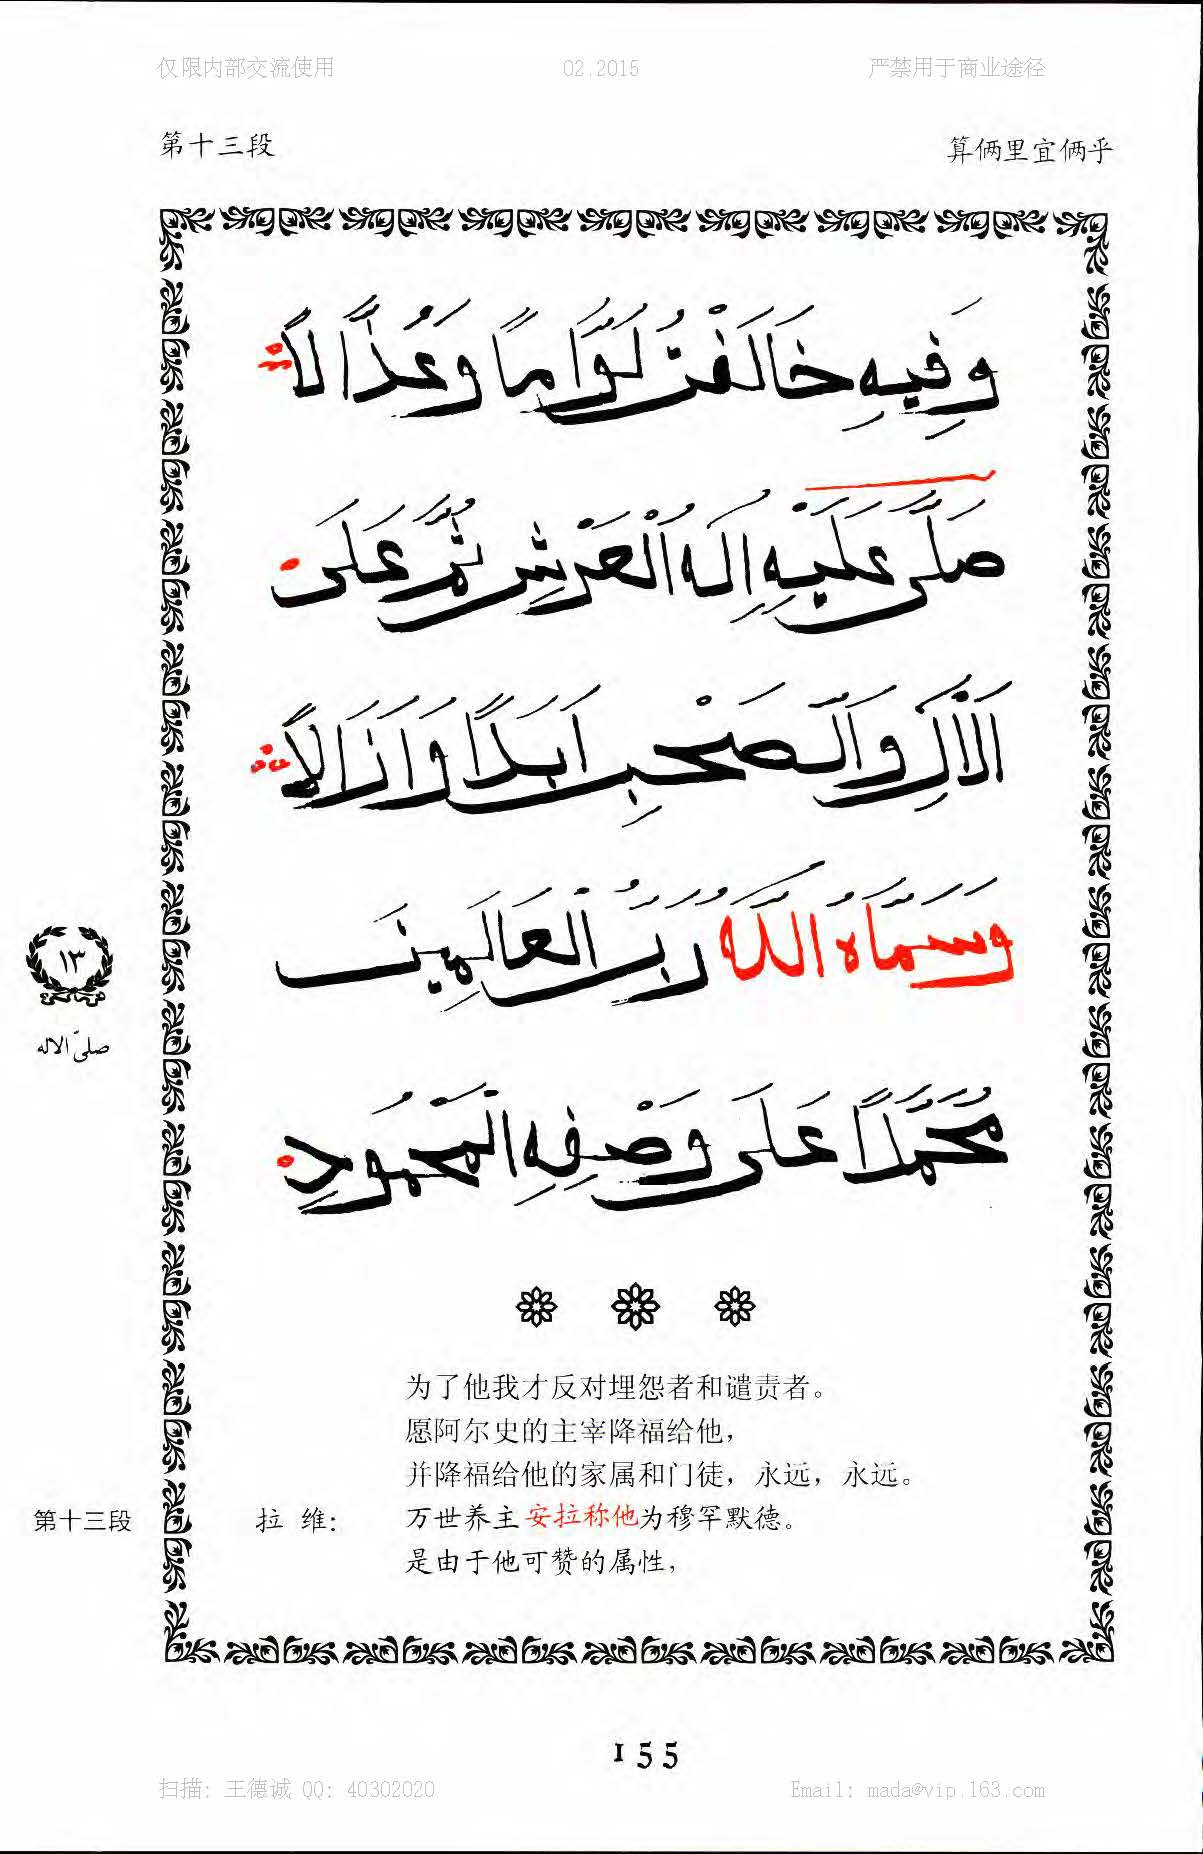 仅限内部交流使用 02.2015 严禁用于商业途径
第十三段 算俩里宜俩乎
وَفِيهِ خَالَفْتُ لَوَّامًا وَعُذَّالًا
صَلَّى عَلَيْهِ اِلٰهُ الْعَرْشِ ثُمَّ عَلَى
الْاٰلِ وَالصَّحْبِ اَبَدًا وَاٰزَالًا
وَسَمَّاهُ اللّٰهُ رَبُّ الْعَالَمِينَ
١٣
صلىّ الاله
مُحَمَّدًا عَلَى وَصْفِهِ الْمَحْمُودِ
为了他我才反对埋怨者和谴责者。
愿阿尔史的主宰降福给他，
并降福给他的家属和门徒，永远，永远。
第十三段 拉 维： 万世养主安拉称他为穆罕默德。
是由于他可赞的属性，
155
扫描：王德诚 QQ：40302020 Email：mada@vip.163.com